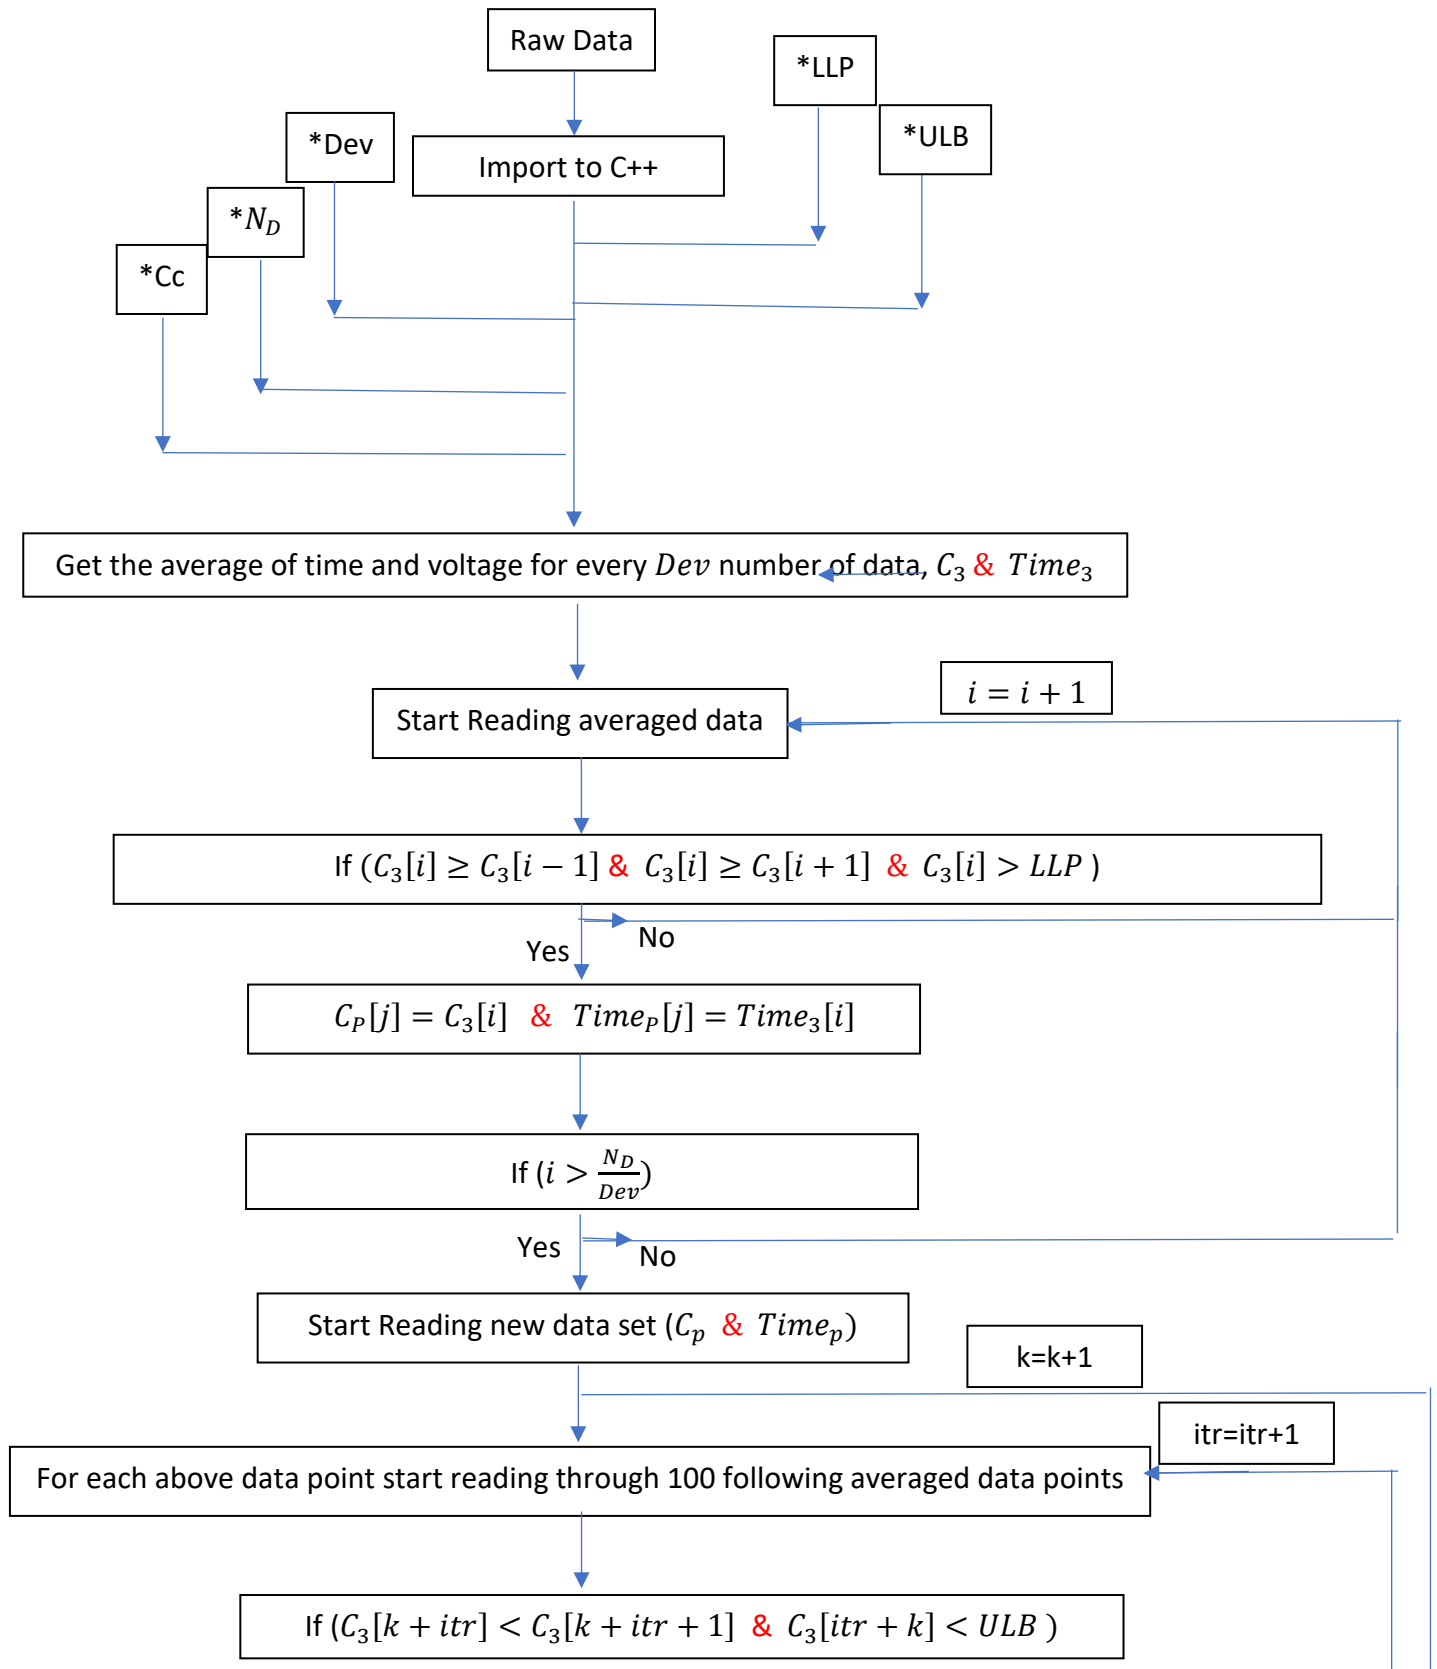 Raw Data
*LLP
*ULB
*Dev
Import to C++
*N_D
*Cc
Get the average of time and voltage for every Dev number of data, C_3 & Time_3
i = i + 1
Start Reading averaged data
If (C_3[i] ≥ C_3[i − 1] & C_3[i] ≥ C_3[i + 1] & C_3[i] > LLP )
Yes
No
C_P[j] = C_3[i] & Time_P[j] = Time_3[i]
If (i > N_D/Dev)
Yes
No
Start Reading new data set (C_p & Time_p)
k=k+1
itr=itr+1
For each above data point start reading through 100 following averaged data points
If (C_3[k + itr] < C_3[k + itr + 1] & C_3[itr + k] < ULB )